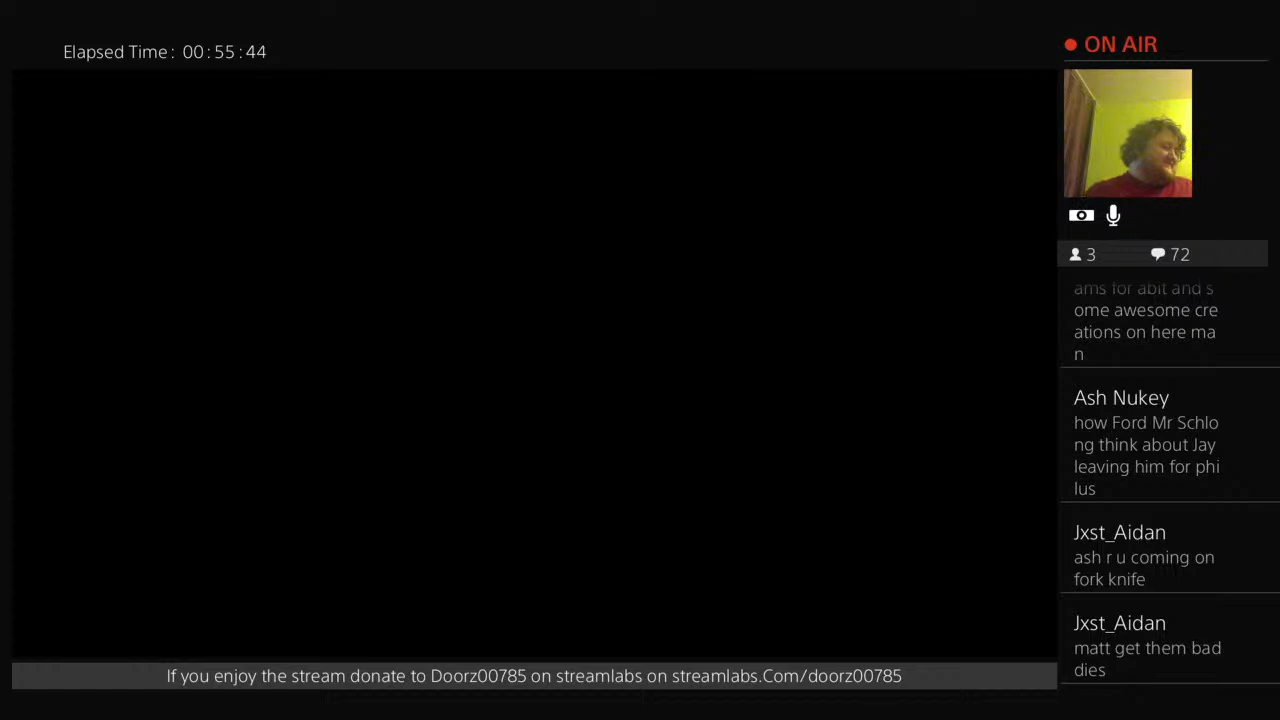 Elapsed Time: 00:55:44
ON AIR
3
72
ams for abit and s
ome awesome cre
ations on here ma
n
Ash Nukey
how Ford Mr Schlo
ng think about Jay
leaving him for phi
lus
Jxst_Aidan
ash r u coming on
fork knife
Jxst_Aidan
matt get them bad
dies
If you enjoy the stream donate to Doorz00785 on streamlabs on streamlabs.Com/doorz00785